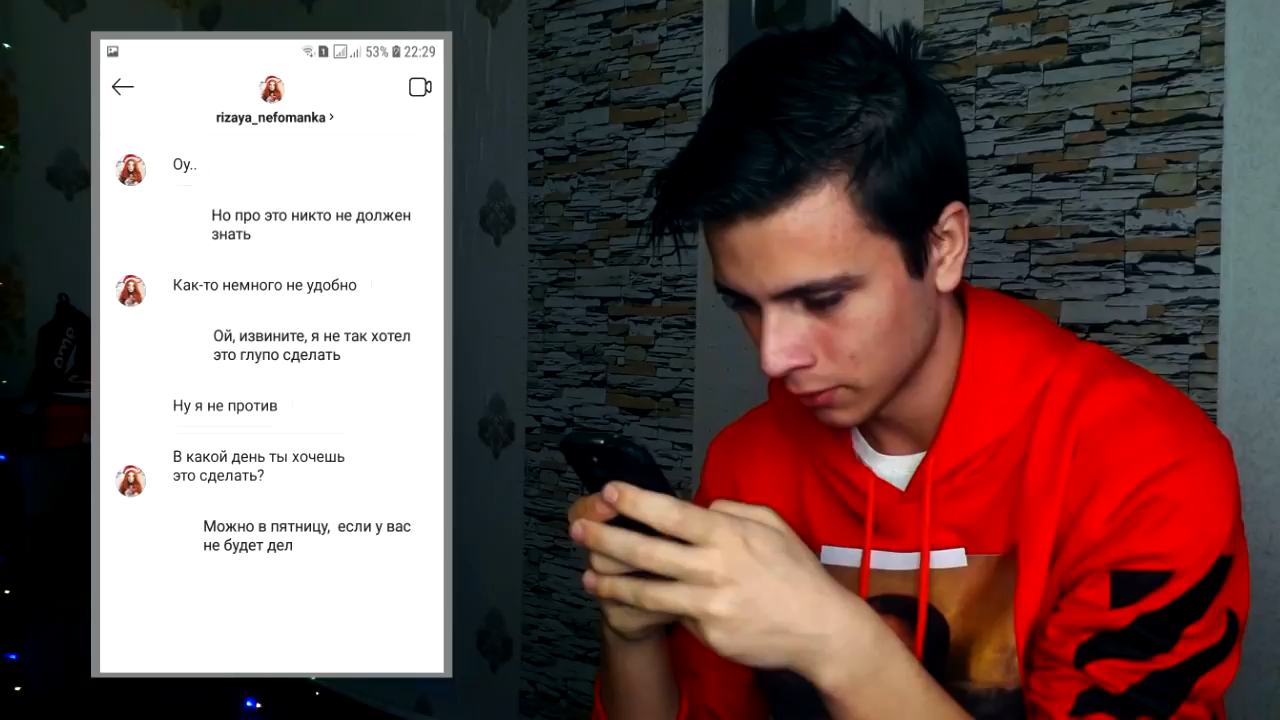 53% 22:29
rizaya_nefomanka
Оу..
Но про это никто не должен
знать
Как-то немного не удобно
Ой, извините, я не так хотел
это глупо сделать
Ну я не против
В какой день ты хочешь
это сделать?
Можно в пятницу, если у вас
не будет дел